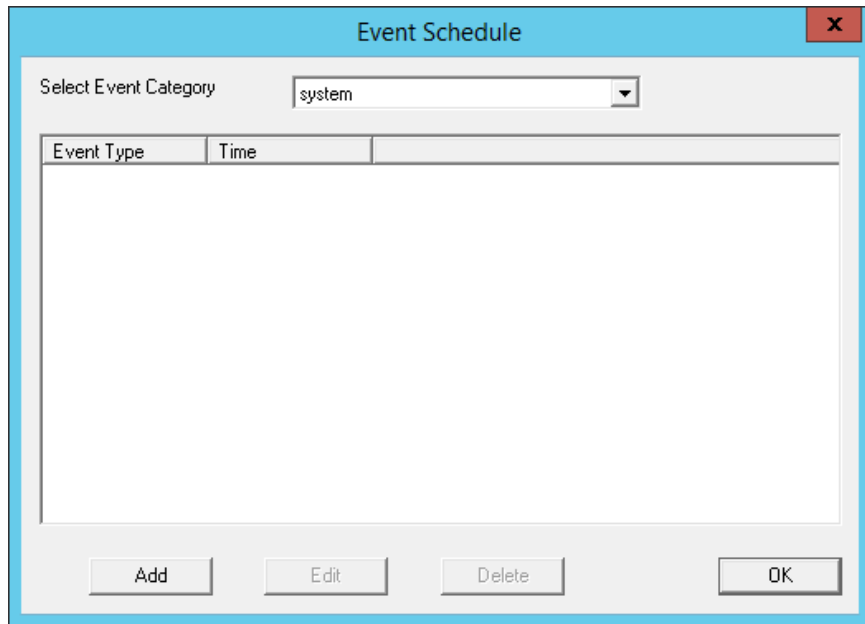 Event Schedule
x
Select Event Category
system
Event Type Time
Add Edit Delete OK